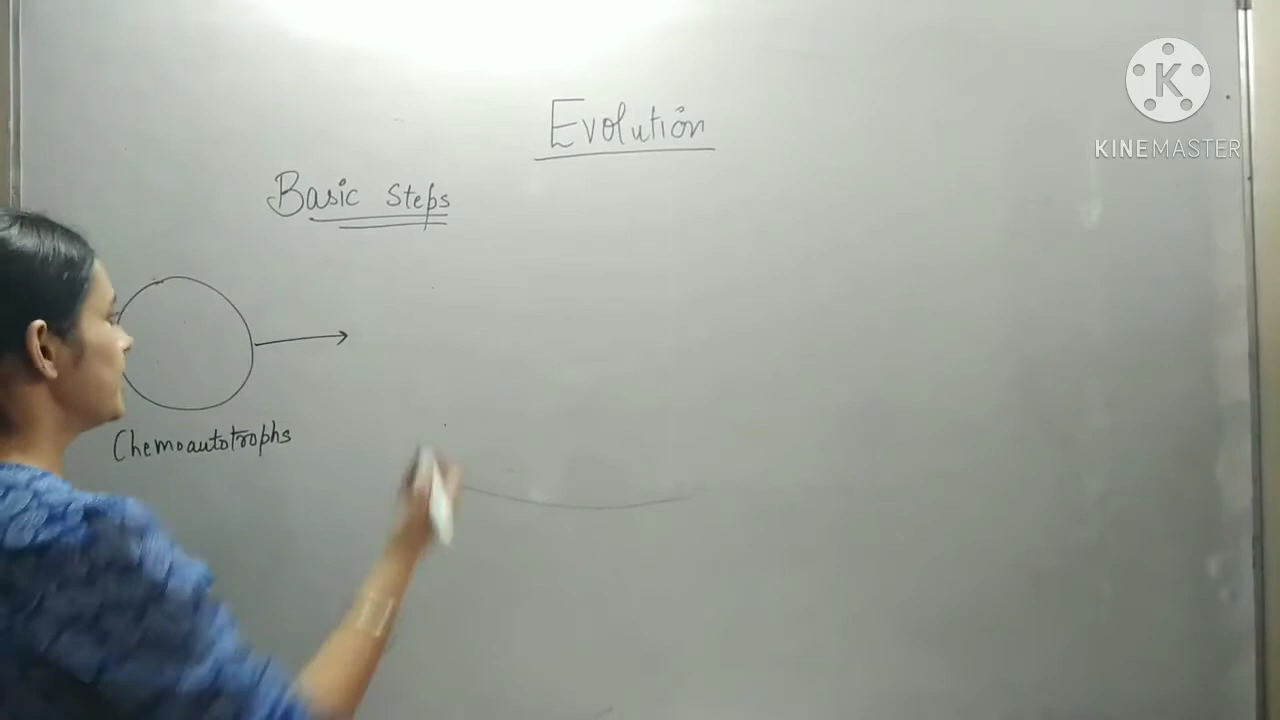 Evolution
Basic Steps
Chemoautotrophs
K
KINEMASTER